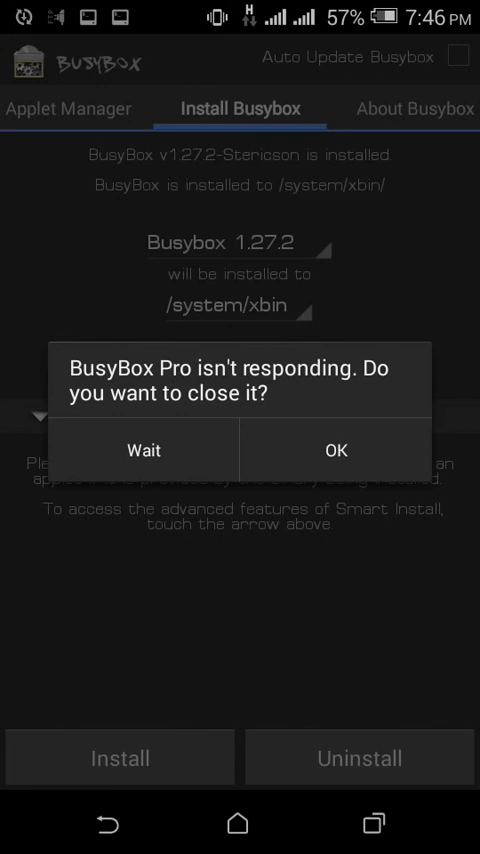 H
57% 7:46 PM
BUSYBOX
Auto Update Busybox
Applet Manager Install Busybox About Busybox
BusyBox v1.27.2-Stericson is installed.
BusyBox is installed to /system/xbin/
Busybox 1.27.2
will be installed to
/system/xbin
BusyBox Pro isn't responding. Do
you want to close it?
Wait OK
an
To access the advanced features of Smart Install,
touch the arrow above.
Install Uninstall